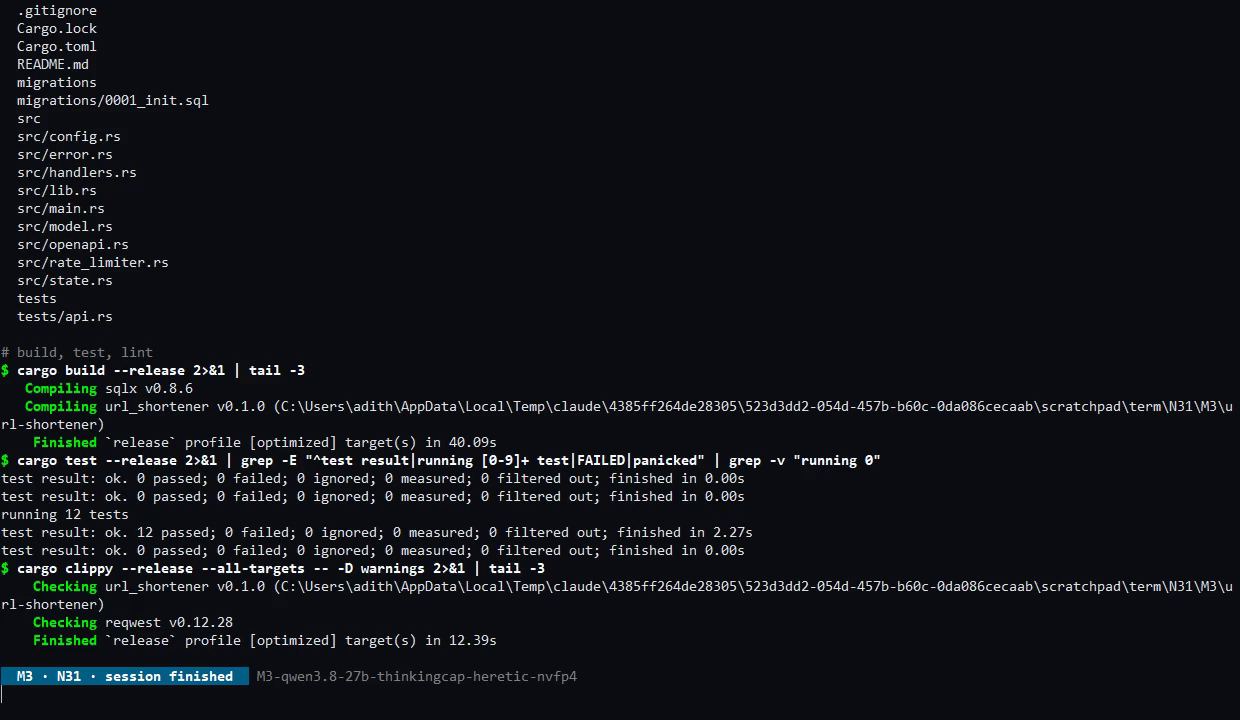 .gitignore
Cargo.lock
Cargo.toml
README.md
migrations
migrations/0001_init.sql
src
src/config.rs
src/error.rs
src/handlers.rs
src/lib.rs
src/main.rs
src/model.rs
src/openapi.rs
src/rate_limiter.rs
src/state.rs
tests
tests/api.rs
# build, test, lint
$ cargo build --release 2>&1 | tail -3
Compiling sqlx v0.8.6
Compiling url_shortener v0.1.0 (C:\Users\adith\AppData\Local\Temp\claude\4385ff264de28305\523d3dd2-054d-457b-b60c-0da086cecaab\scratchpad\term\N31\M3\u
rl-shortener)
Finished `release` profile [optimized] target(s) in 40.09s
$ cargo test --release 2>&1 | grep -E "^test result|running [0-9]+ test|FAILED|panicked" | grep -v "running 0"
test result: ok. 0 passed; 0 failed; 0 ignored; 0 measured; 0 filtered out; finished in 0.00s
test result: ok. 0 passed; 0 failed; 0 ignored; 0 measured; 0 filtered out; finished in 0.00s
running 12 tests
test result: ok. 12 passed; 0 failed; 0 ignored; 0 measured; 0 filtered out; finished in 2.27s
test result: ok. 0 passed; 0 failed; 0 ignored; 0 measured; 0 filtered out; finished in 0.00s
$ cargo clippy --release --all-targets -- -D warnings 2>&1 | tail -3
Checking url_shortener v0.1.0 (C:\Users\adith\AppData\Local\Temp\claude\4385ff264de28305\523d3dd2-054d-457b-b60c-0da086cecaab\scratchpad\term\N31\M3\u
rl-shortener)
Checking reqwest v0.12.28
Finished `release` profile [optimized] target(s) in 12.39s
M3 · N31 · session finished M3-qwen3.8-27b-thinkingcap-heretic-nvfp4